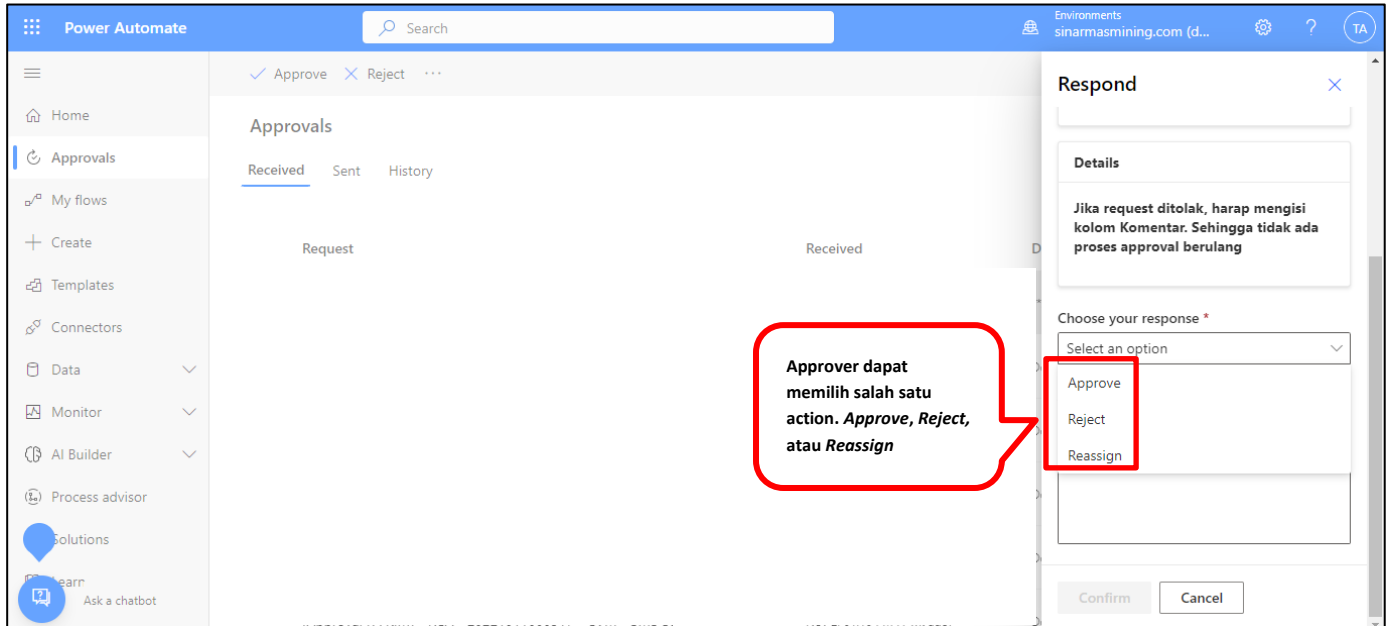 Power Automate
Search
Environments
sinarmasmining.com (d...
?
TA
Approve
Reject
...
Respond
Home
Approvals
Approvals
Received
Sent
History
Details
My flows
Jika request ditolak, harap mengisi
kolom Komentar. Sehingga tidak ada
proses approval berulang
Create
Request
Received
D
Templates
Connectors
Choose your response *
Select an option
Data
Approver dapat
memilih salah satu
action. Approve, Reject,
atau Reassign
Approve
Reject
Reassign
Monitor
AI Builder
Process advisor
Solutions
Learn
Ask a chatbot
Confirm
Cancel